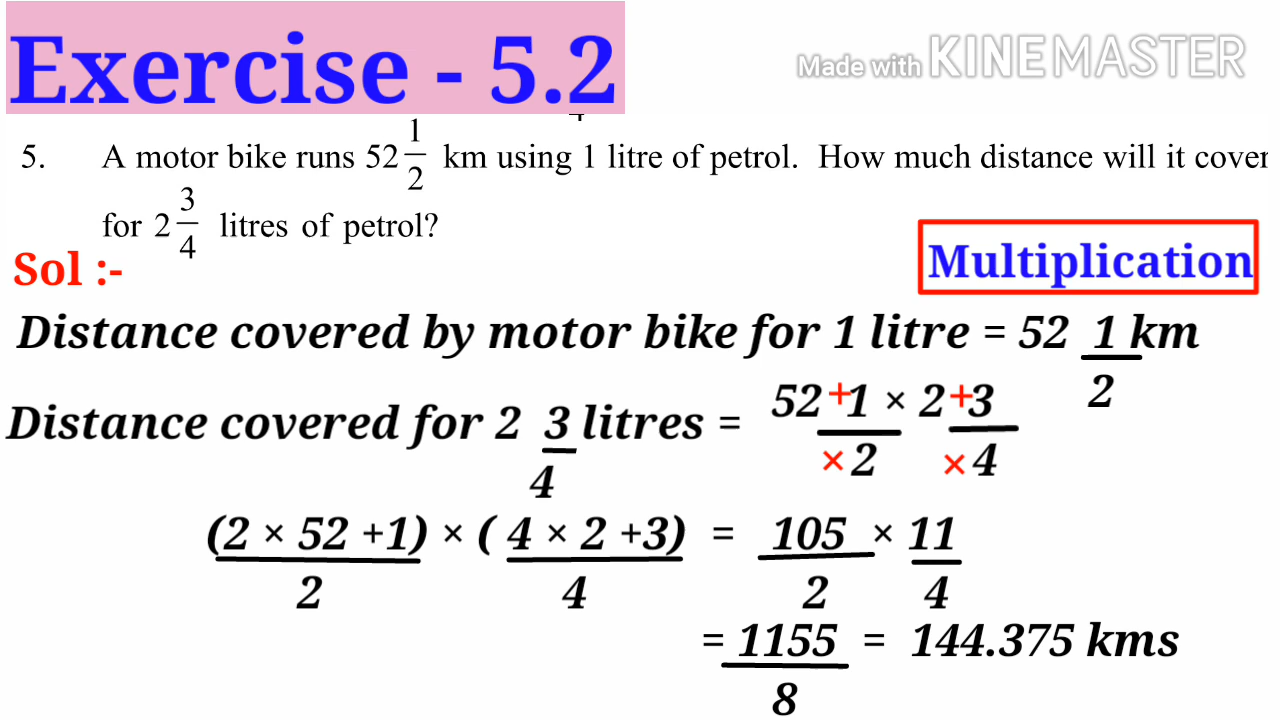 Exercise - 5.2
Made with KINEMASTER
5. A motor bike runs 52 1/2 km using 1 litre of petrol. How much distance will it cover
for 2 3/4 litres of petrol?
Sol :-
Multiplication
Distance covered by motor bike for 1 litre = 52 1/2 km
Distance covered for 2 3/4 litres = 52 + 1 / × 2 × 2 + 3 / × 4
(2 × 52 +1)/2 × ( 4 × 2 +3)/4 = 105/2 × 11/4
= 1155/8 = 144.375 kms